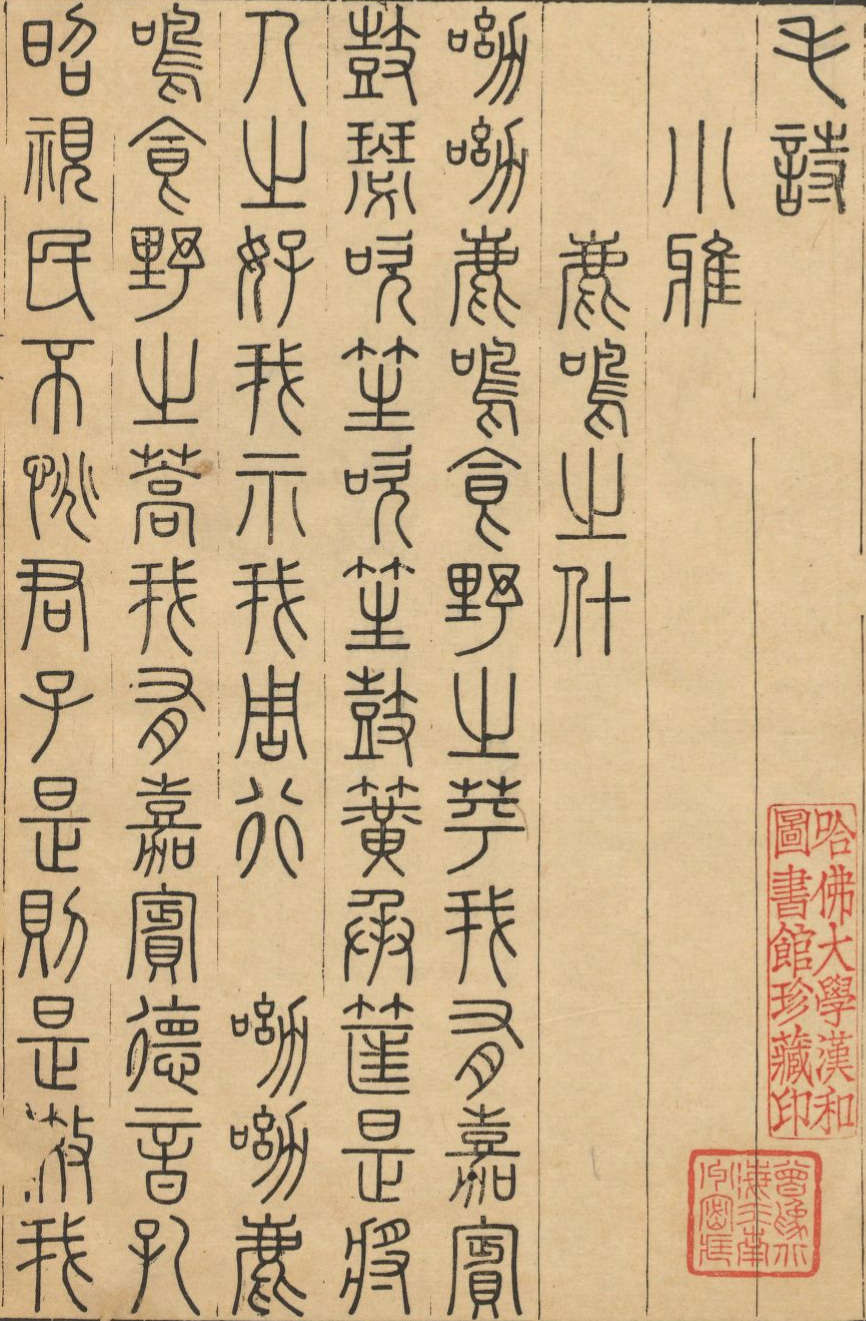 毛詩
小雅
鹿鳴之什
呦呦鹿鳴食野之苹我有嘉賓
鼓瑟吹笙吹笙鼓簧承筐是將
人之好我示我周行　呦呦鹿
鳴食野之蒿我有嘉賓德音孔
昭視民不恌君子是則是傚我
哈佛大學漢和
圖書館珍藏印